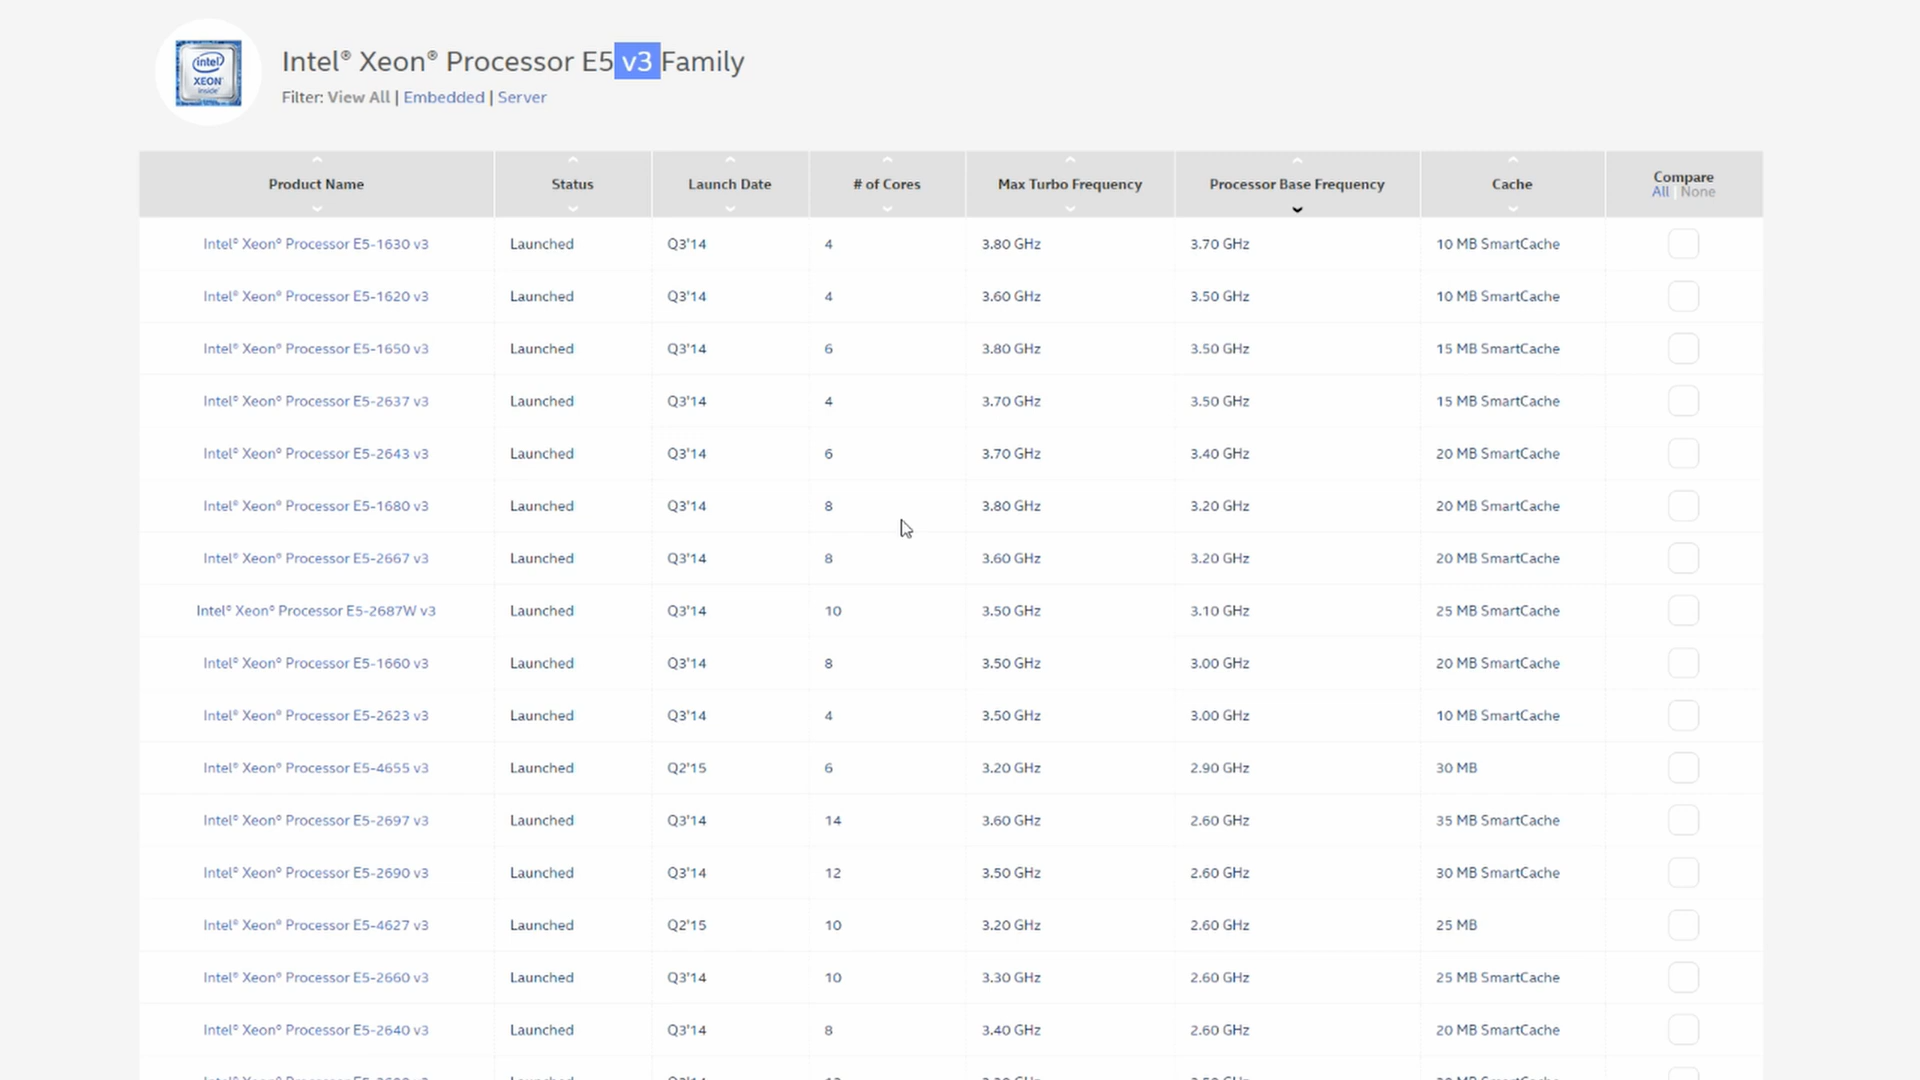 intel
XEON
inside
Intel® Xeon® Processor E5 v3 Family
Filter: View All | Embedded | Server
Product Name Status Launch Date # of Cores Max Turbo Frequency Processor Base Frequency Cache Compare
All | None
Intel® Xeon® Processor E5-1630 v3 Launched Q3'14 4 3.80 GHz 3.70 GHz 10 MB SmartCache
Intel® Xeon® Processor E5-1620 v3 Launched Q3'14 4 3.60 GHz 3.50 GHz 10 MB SmartCache
Intel® Xeon® Processor E5-1650 v3 Launched Q3'14 6 3.80 GHz 3.50 GHz 15 MB SmartCache
Intel® Xeon® Processor E5-2637 v3 Launched Q3'14 4 3.70 GHz 3.50 GHz 15 MB SmartCache
Intel® Xeon® Processor E5-2643 v3 Launched Q3'14 6 3.70 GHz 3.40 GHz 20 MB SmartCache
Intel® Xeon® Processor E5-1680 v3 Launched Q3'14 8 3.80 GHz 3.20 GHz 20 MB SmartCache
Intel® Xeon® Processor E5-2667 v3 Launched Q3'14 8 3.60 GHz 3.20 GHz 20 MB SmartCache
Intel® Xeon® Processor E5-2687W v3 Launched Q3'14 10 3.50 GHz 3.10 GHz 25 MB SmartCache
Intel® Xeon® Processor E5-1660 v3 Launched Q3'14 8 3.50 GHz 3.00 GHz 20 MB SmartCache
Intel® Xeon® Processor E5-2623 v3 Launched Q3'14 4 3.50 GHz 3.00 GHz 10 MB SmartCache
Intel® Xeon® Processor E5-4655 v3 Launched Q2'15 6 3.20 GHz 2.90 GHz 30 MB
Intel® Xeon® Processor E5-2697 v3 Launched Q3'14 14 3.60 GHz 2.60 GHz 35 MB SmartCache
Intel® Xeon® Processor E5-2690 v3 Launched Q3'14 12 3.50 GHz 2.60 GHz 30 MB SmartCache
Intel® Xeon® Processor E5-4627 v3 Launched Q2'15 10 3.20 GHz 2.60 GHz 25 MB
Intel® Xeon® Processor E5-2660 v3 Launched Q3'14 10 3.30 GHz 2.60 GHz 25 MB SmartCache
Intel® Xeon® Processor E5-2640 v3 Launched Q3'14 8 3.40 GHz 2.60 GHz 20 MB SmartCache